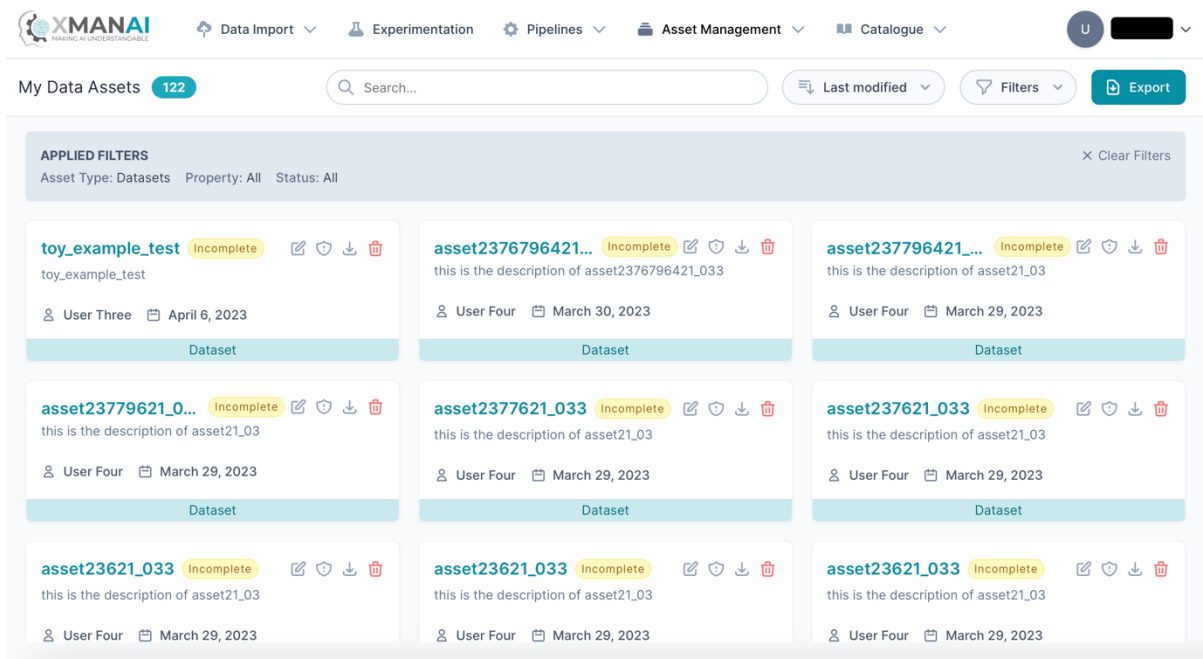 XMANAI
MAKING AI UNDERSTANDABLE
Data Import
Experimentation
Pipelines
Asset Management
Catalogue
U
My Data Assets 122
Search...
Last modified
Filters
Export
APPLIED FILTERS
Clear Filters
Asset Type: Datasets Property: All Status: All
toy_example_test Incomplete
toy_example_test
User Three April 6, 2023
Dataset
asset2376796421... Incomplete
this is the description of asset2376796421_033
User Four March 30, 2023
Dataset
asset237796421_... Incomplete
this is the description of asset21_03
User Four March 29, 2023
Dataset
asset23779621_0... Incomplete
this is the description of asset21_03
User Four March 29, 2023
Dataset
asset2377621_033 Incomplete
this is the description of asset21_03
User Four March 29, 2023
Dataset
asset237621_033 Incomplete
this is the description of asset21_03
User Four March 29, 2023
Dataset
asset23621_033 Incomplete
this is the description of asset21_03
User Four March 29, 2023
asset23621_033 Incomplete
this is the description of asset21_03
User Four March 29, 2023
asset23621_033 Incomplete
this is the description of asset21_03
User Four March 29, 2023